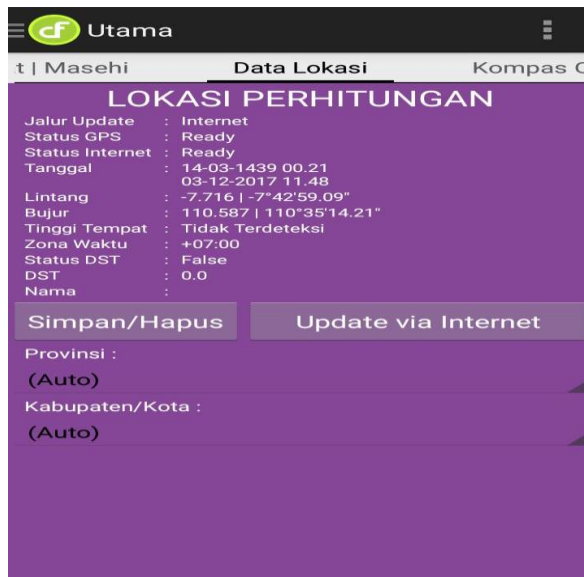 cf Utama
t | Masehi Data Lokasi Kompas
LOKASI PERHITUNGAN
Jalur Update : Internet
Status GPS : Ready
Status Internet : Ready
Tanggal : 14-03-1439 00.21
03-12-2017 11.48
Lintang : -7.716 | -7°42'59.09"
Bujur : 110.587 | 110°35'14.21"
Tinggi Tempat : Tidak Terdeteksi
Zona Waktu : +07:00
Status DST : False
DST : 0.0
Nama :
Simpan/Hapus Update via Internet
Provinsi :
(Auto)
Kabupaten/Kota :
(Auto)